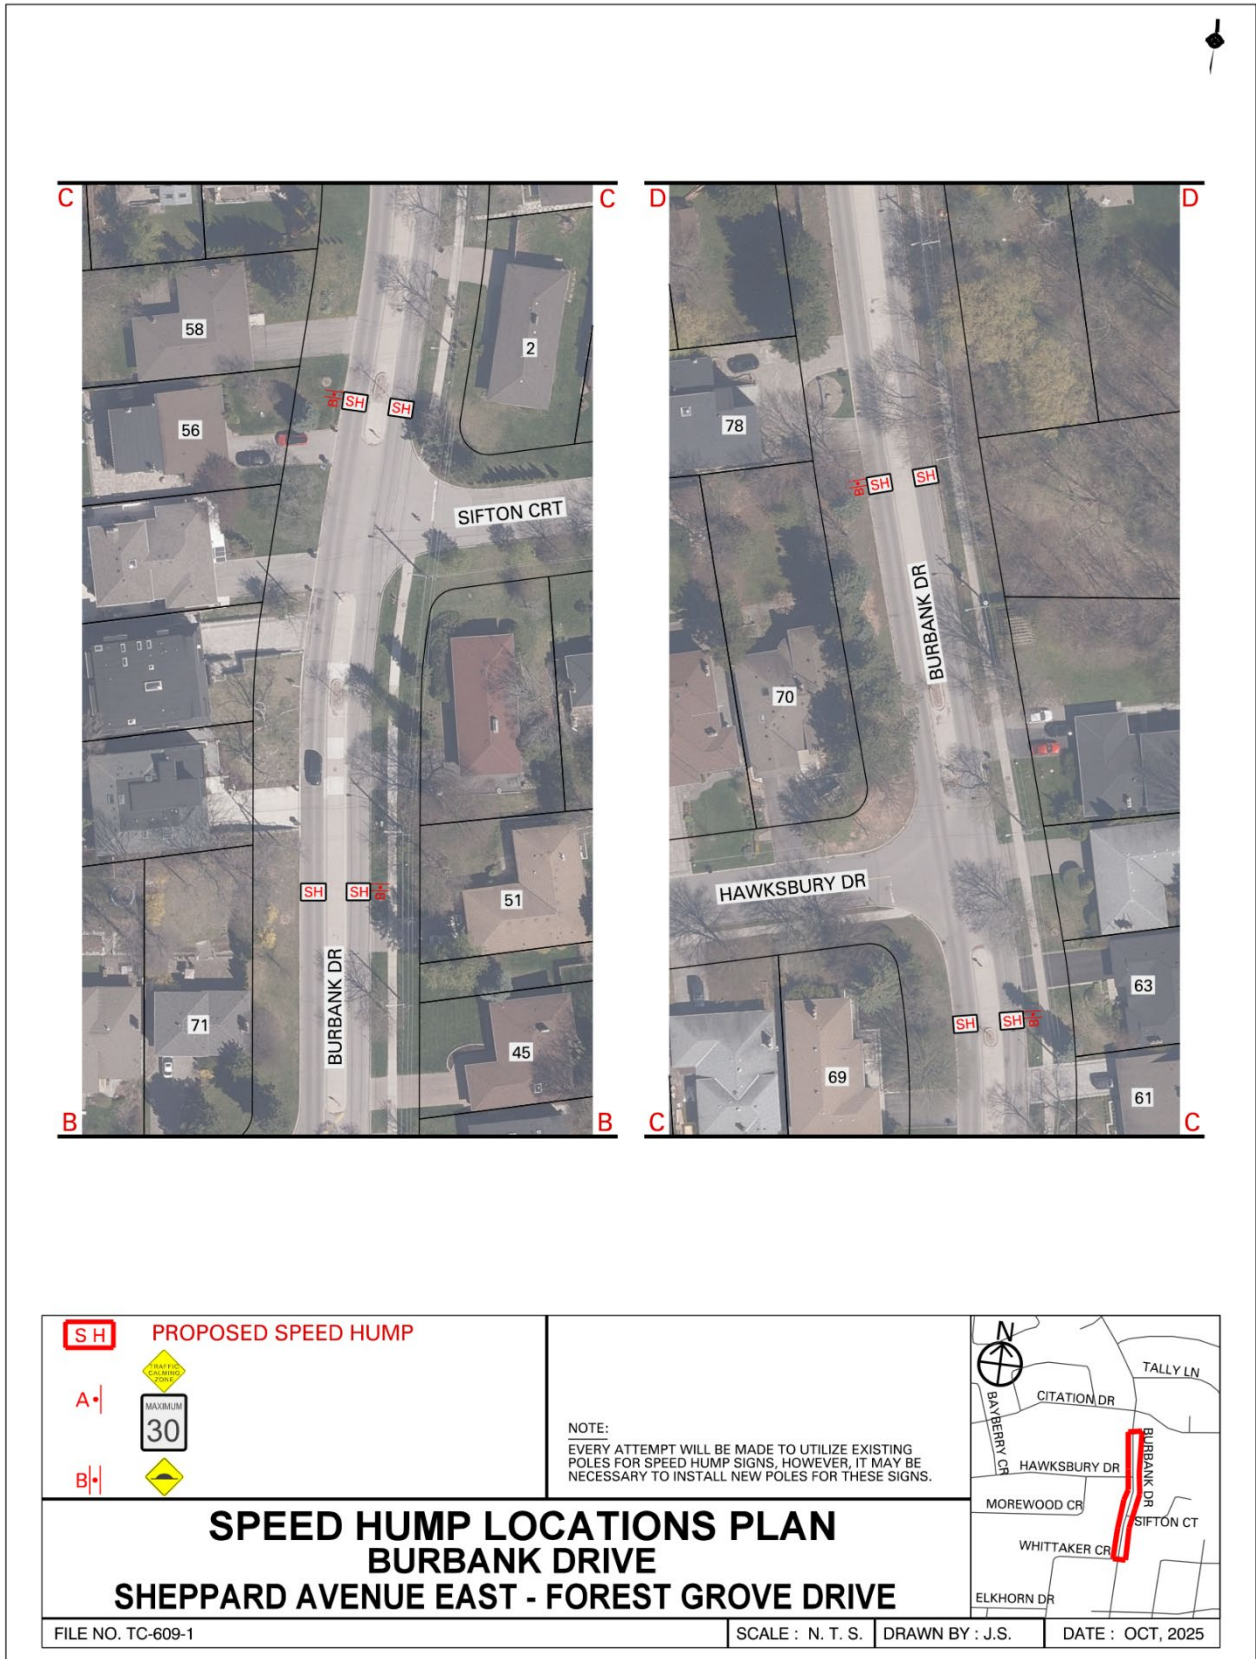 C
C
D
D
58
2
56
B
SH
SH
SIFTON CRT
78
B
SH
SH
BURBANK DR
70
HAWKSBURY DR
SH
SH
B
51
BURBANK DR
71
45
63
SH
SH
B
69
61
B
B
C
C
SH
PROPOSED SPEED HUMP
TRAFFIC
CALMING
ZONE
A
MAXIMUM
30
B
NOTE:
EVERY ATTEMPT WILL BE MADE TO UTILIZE EXISTING
POLES FOR SPEED HUMP SIGNS, HOWEVER, IT MAY BE
NECESSARY TO INSTALL NEW POLES FOR THESE SIGNS.
N
TALLY LN
CITATION DR
BAYBERRY CR
BURBANK DR
HAWKSBURY DR
MOREWOOD CR
SIFTON CT
WHITTAKER CR
ELKHORN DR
SPEED HUMP LOCATIONS PLAN
BURBANK DRIVE
SHEPPARD AVENUE EAST - FOREST GROVE DRIVE
FILE NO. TC-609-1
SCALE : N. T. S.
DRAWN BY : J.S.
DATE : OCT, 2025